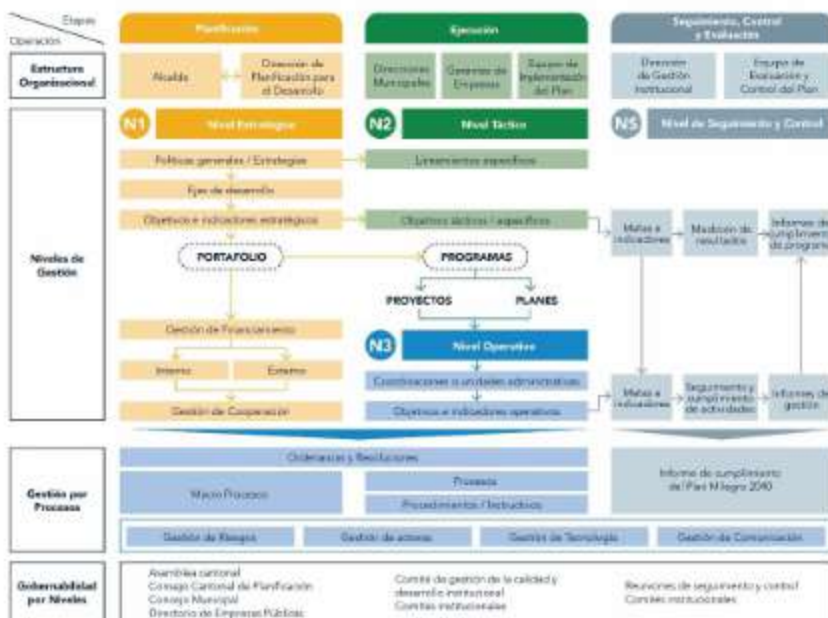 Etapas
Operación
Planificación
Ejecución
Seguimiento, Control
y Evaluación
Estructura
Organizacional
Alcaldía
Dirección de
Planificación para
el Desarrollo
Direcciones
Municipales
Gerentes de
Empresas
Equipo de
Implementación
del Plan
Dirección
de Gestión
Institucional
Equipo de
Evaluación y
Control del Plan
Niveles de
Gestión
N1
Nivel Estratégico
N2
Nivel Táctico
N5
Nivel de Seguimiento y Control
Políticas generales / Estrategias
Lineamientos específicos
Ejes de desarrollo
Objetivos e indicadores estratégicos
Objetivos tácticos / específicos
Metas e
indicadores
Medición de
resultados
Informes de
cumplimiento
de programa
PORTAFOLIO
PROGRAMAS
PROYECTOS
PLANES
Gestión de Financiamiento
Interno
Externo
Gestión de Cooperación
N3
Nivel Operativo
Coordinaciones o unidades administrativas
Objetivos e indicadores operativos
Metas e
indicadores
Seguimiento y
cumplimiento
de actividades
Informes de
gestión
Gestión por
Procesos
Ordenanzas y Resoluciones
Macro Procesos
Procesos
Procedimientos / Instructivos
Informe de cumplimiento
del Plan Milagro 2040
Gestión de Riesgos
Gestión de actores
Gestión de Tecnología
Gestión de Comunicación
Gobernabilidad
por Niveles
Asamblea cantonal
Consejo Cantonal de Planificación
Concejo Municipal
Directorio de Empresas Públicas
Comité de gestión de la calidad y
desarrollo institucional
Comités institucionales
Reuniones de seguimiento y control
Comités institucionales